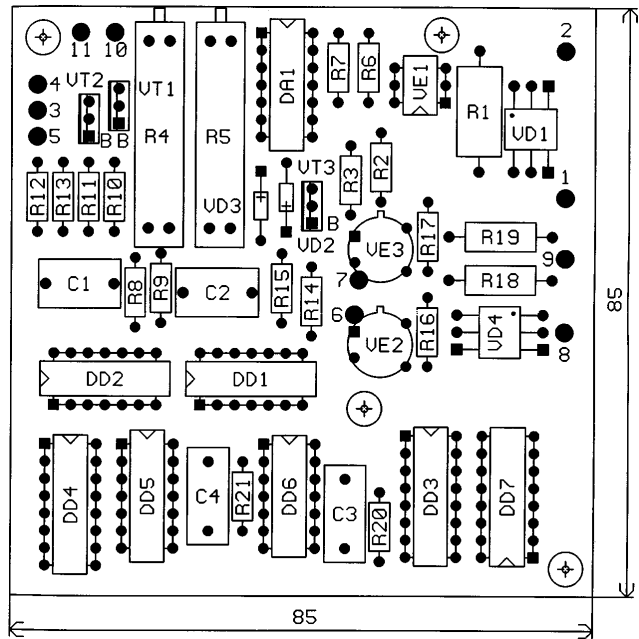 11
10
2
4
3
5
VT2
VT1
R4
R5
DA1
R7
R6
VE1
R1
VD1
B
B
R12
R13
R11
R10
VD3
VT3
B
VD2
R3
R2
1
VE3
R17
R19
9
R18
7
C1
R8
R9
C2
R15
R14
6
VE2
R16
VD4
8
85
DD2
DD1
DD4
DD5
C4
R21
DD6
C3
R20
DD3
DD7
85